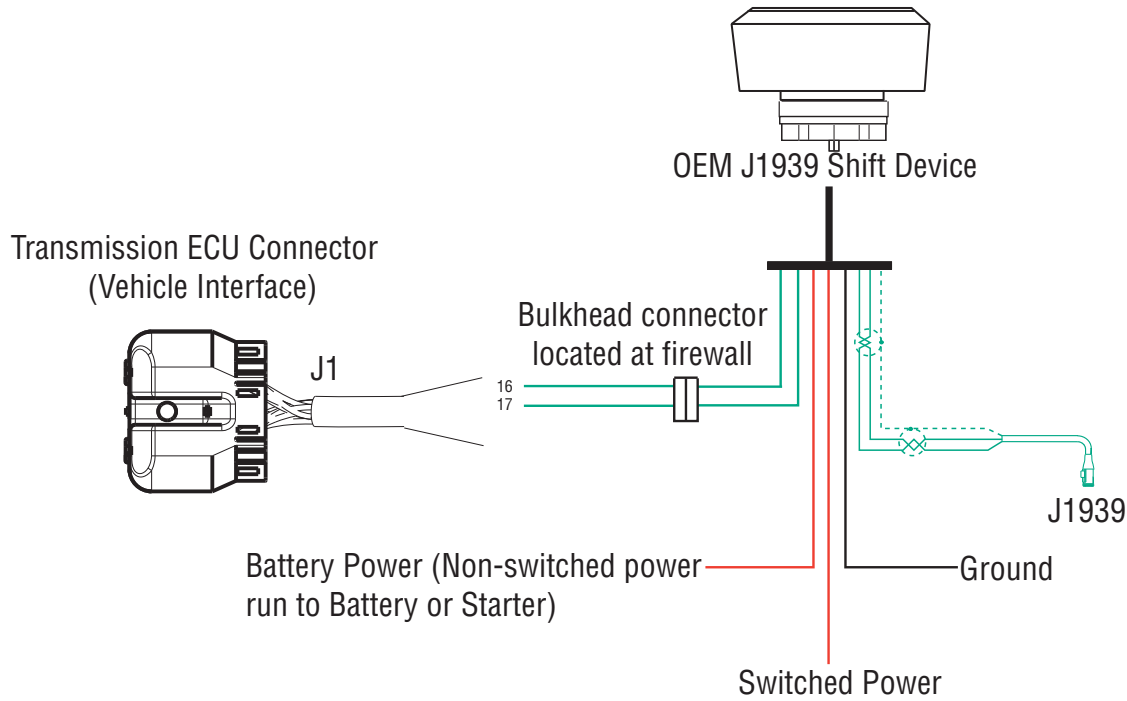 OEM J1939 Shift Device
Transmission ECU Connector
(Vehicle Interface)
Bulkhead connector
located at firewall
J1
16
17
J1939
Battery Power (Non-switched power
run to Battery or Starter)
Ground
Switched Power